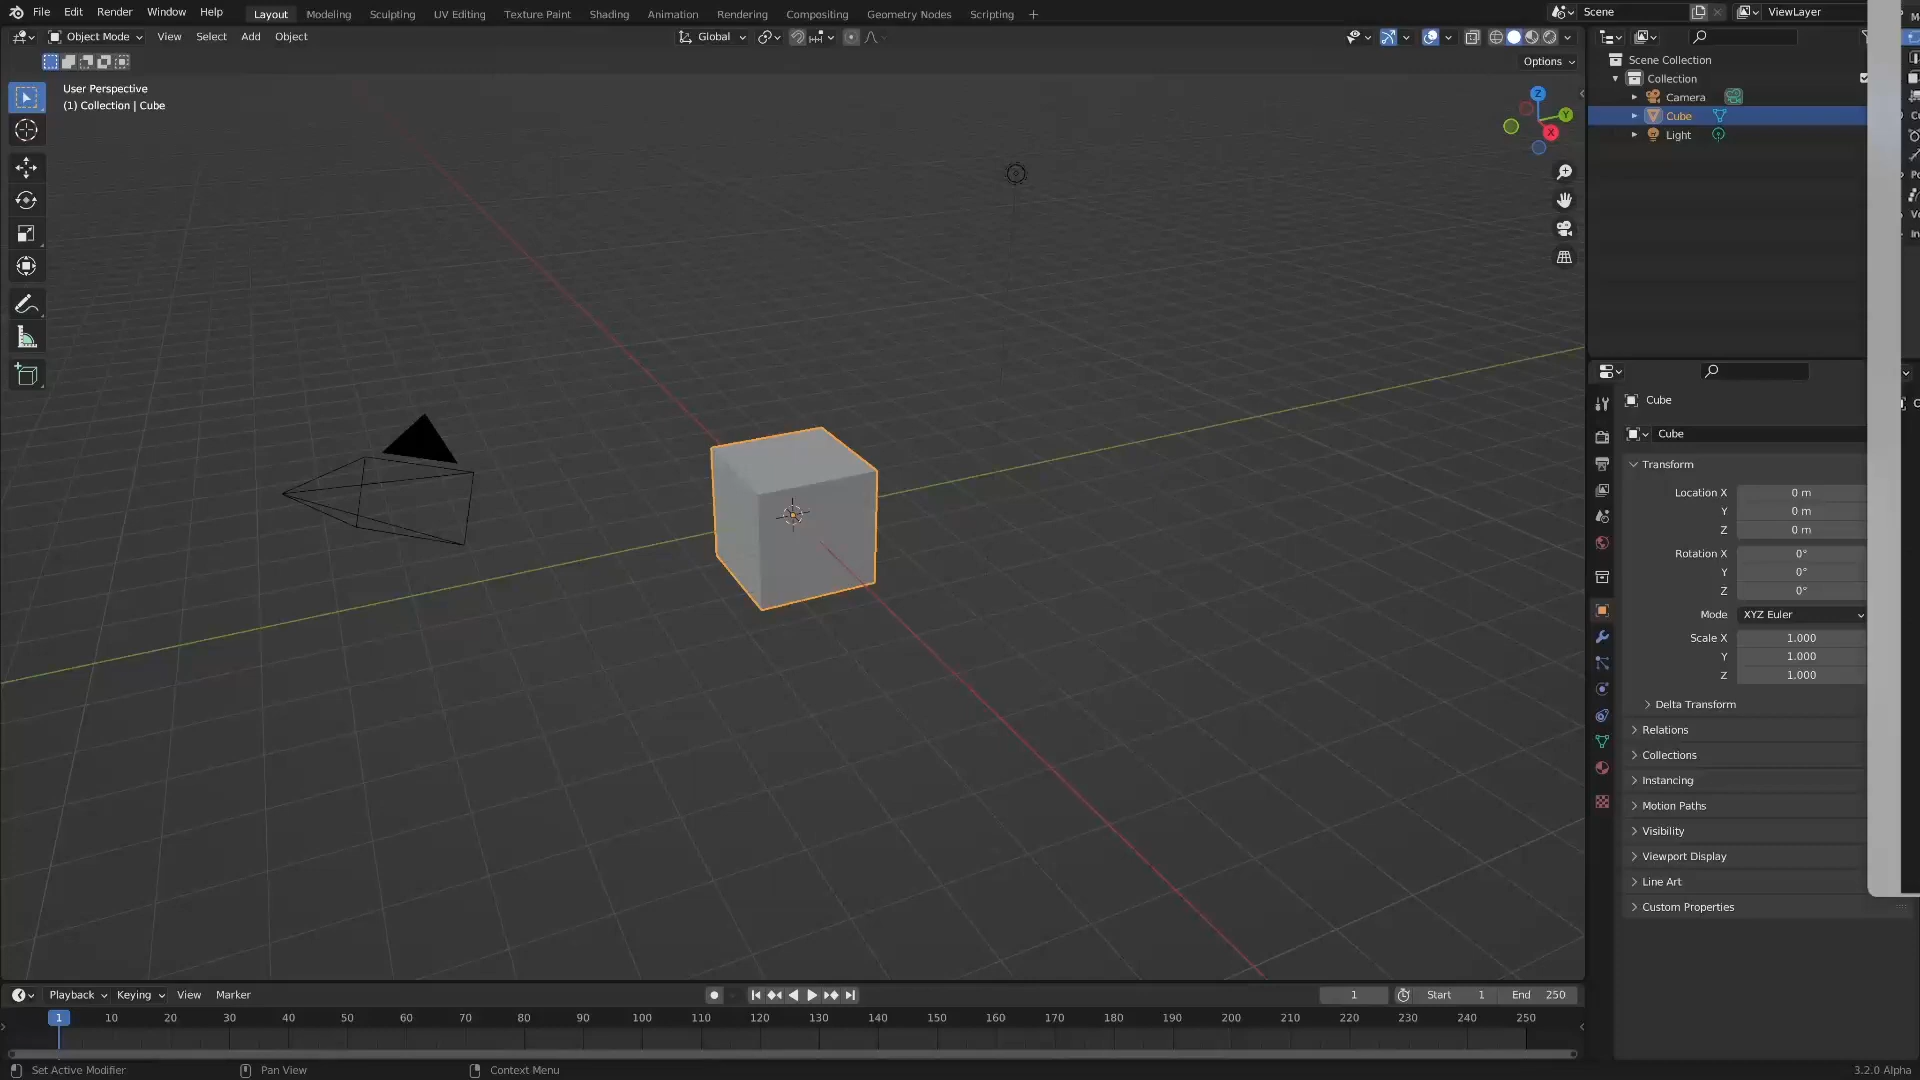 File Edit Render Window Help Layout Modeling Sculpting UV Editing Texture Paint Shading Animation Rendering Compositing Geometry Nodes Scripting + Scene ViewLayer
Object Mode View Select Add Object Global
Options
User Perspective
(1) Collection | Cube
Z
Y
X
Scene Collection
Collection
Camera
Cube
Light
Cube
Cube
Transform
Location X 0 m
Y 0 m
Z 0 m
Rotation X 0°
Y 0°
Z 0°
Mode XYZ Euler
Scale X 1.000
Y 1.000
Z 1.000
Delta Transform
Relations
Collections
Instancing
Motion Paths
Visibility
Viewport Display
Line Art
Custom Properties
Playback Keying View Marker 1 Start 1 End 250
1 10 20 30 40 50 60 70 80 90 100 110 120 130 140 150 160 170 180 190 200 210 220 230 240 250
Set Active Modifier Pan View Context Menu 3.2.0 Alpha